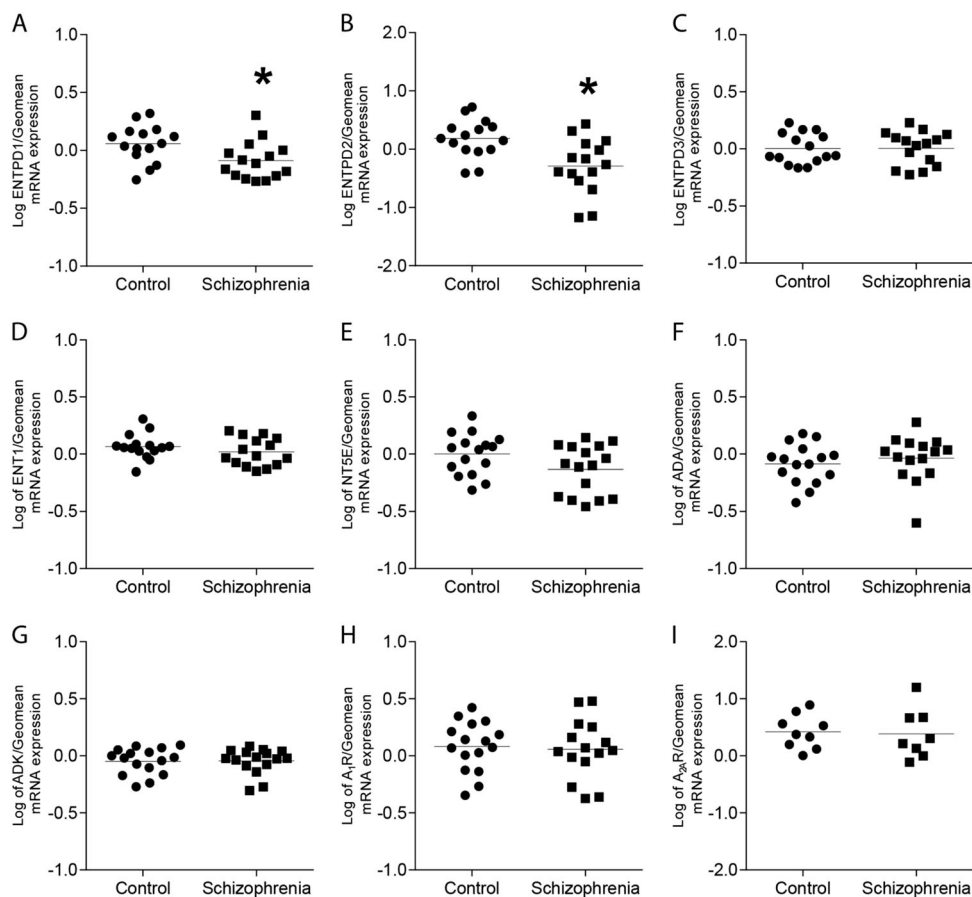 A
Log ENTPD1/Geomean
mRNA expression
1.0
0.5
0.0
-0.5
-1.0
*
Control
Schizophrenia
B
Log ENTPD2/Geomean
mRNA expression
2.0
1.0
0.0
-1.0
-2.0
*
Control
Schizophrenia
C
Log ENTPD3/Geomean
mRNA expression
1.0
0.5
0.0
-0.5
-1.0
Control
Schizophrenia
D
Log of ENT1/Geomean
mRNA expression
1.0
0.5
0.0
-0.5
-1.0
Control
Schizophrenia
E
Log of NT5E/Geomean
mRNA expression
1.0
0.5
0.0
-0.5
-1.0
Control
Schizophrenia
F
Log of ADA/Geomean
mRNA expression
1.0
0.5
0.0
-0.5
-1.0
Control
Schizophrenia
G
Log of ADK/Geomean
mRNA expression
1.0
0.5
0.0
-0.5
-1.0
Control
Schizophrenia
H
Log of A₁R/Geomean
mRNA expression
1.0
0.5
0.0
-0.5
-1.0
Control
Schizophrenia
I
Log of A₂ₐR/Geomean
mRNA expression
2.0
1.0
0.0
-1.0
-2.0
Control
Schizophrenia